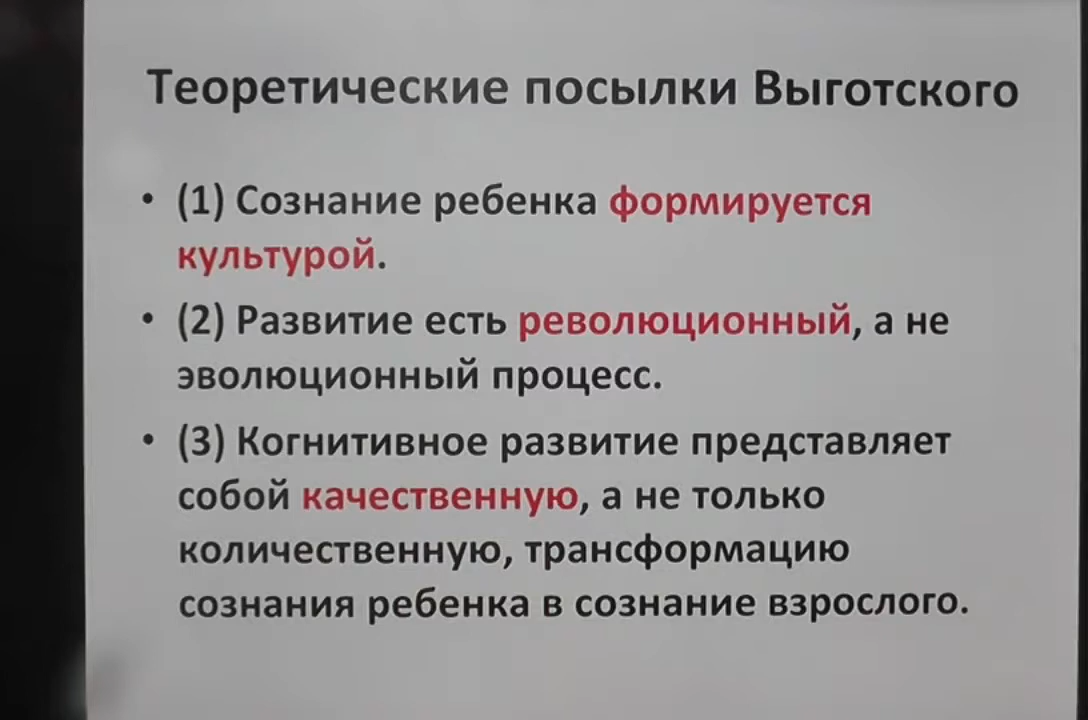 Теоретические посылки Выготского
• (1) Сознание ребенка формируется
культурой.
• (2) Развитие есть революционный, а не
эволюционный процесс.
• (3) Когнитивное развитие представляет
собой качественную, а не только
количественную, трансформацию
сознания ребенка в сознание взрослого.